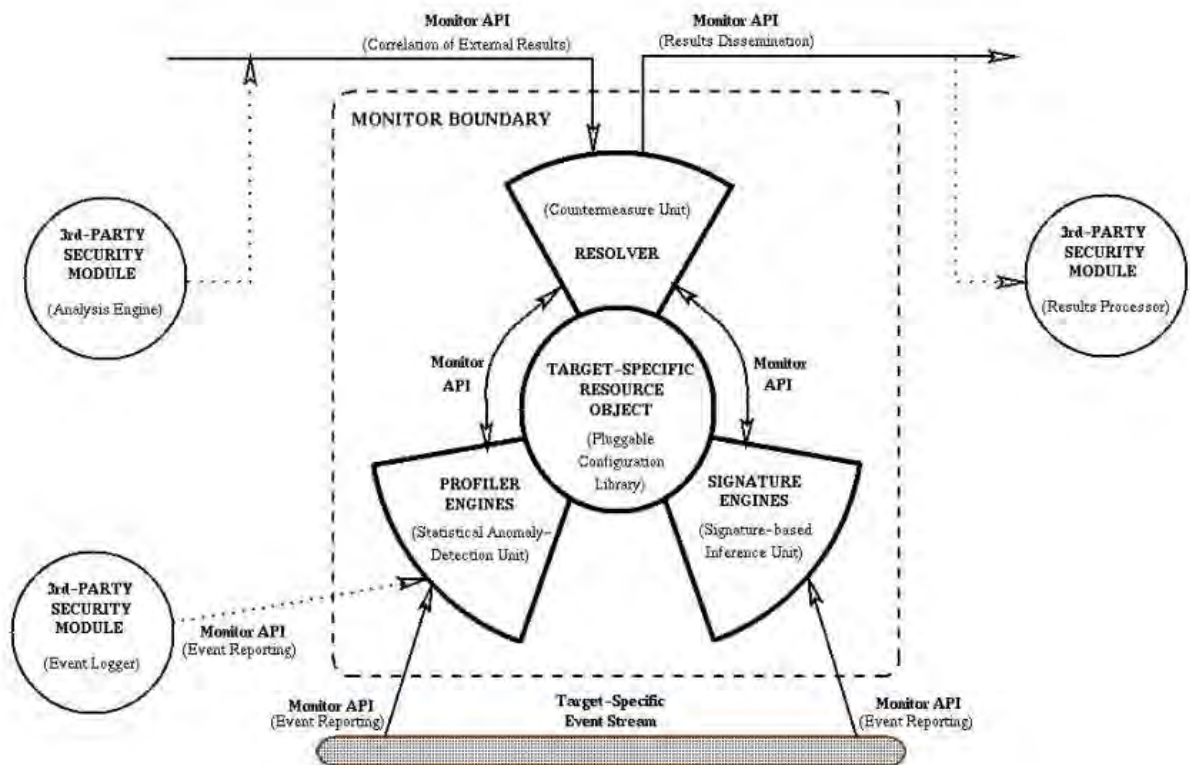 Monitor API
(Correlation of External Results)
Monitor API
(Results Dissemination)
MONITOR BOUNDARY
(Countermeasure Unit)
RESOLVER
3rd-PARTY
SECURITY
MODULE
(Analysis Engine)
3rd-PARTY
SECURITY
MODULE
(Results Processor)
Monitor
API
TARGET-SPECIFIC
RESOURCE
OBJECT
(Pluggable
Configuration
Library)
Monitor
API
PROFILER
ENGINES
(Statistical Anomaly-
Detection Unit)
SIGNATURE
ENGINES
(Signature-based
Inference Unit)
3rd-PARTY
SECURITY
MODULE
(Event Logger)
Monitor API
(Event Reporting)
Monitor API
(Event Reporting)
Target-Specific
Event Stream
Monitor API
(Event Reporting)